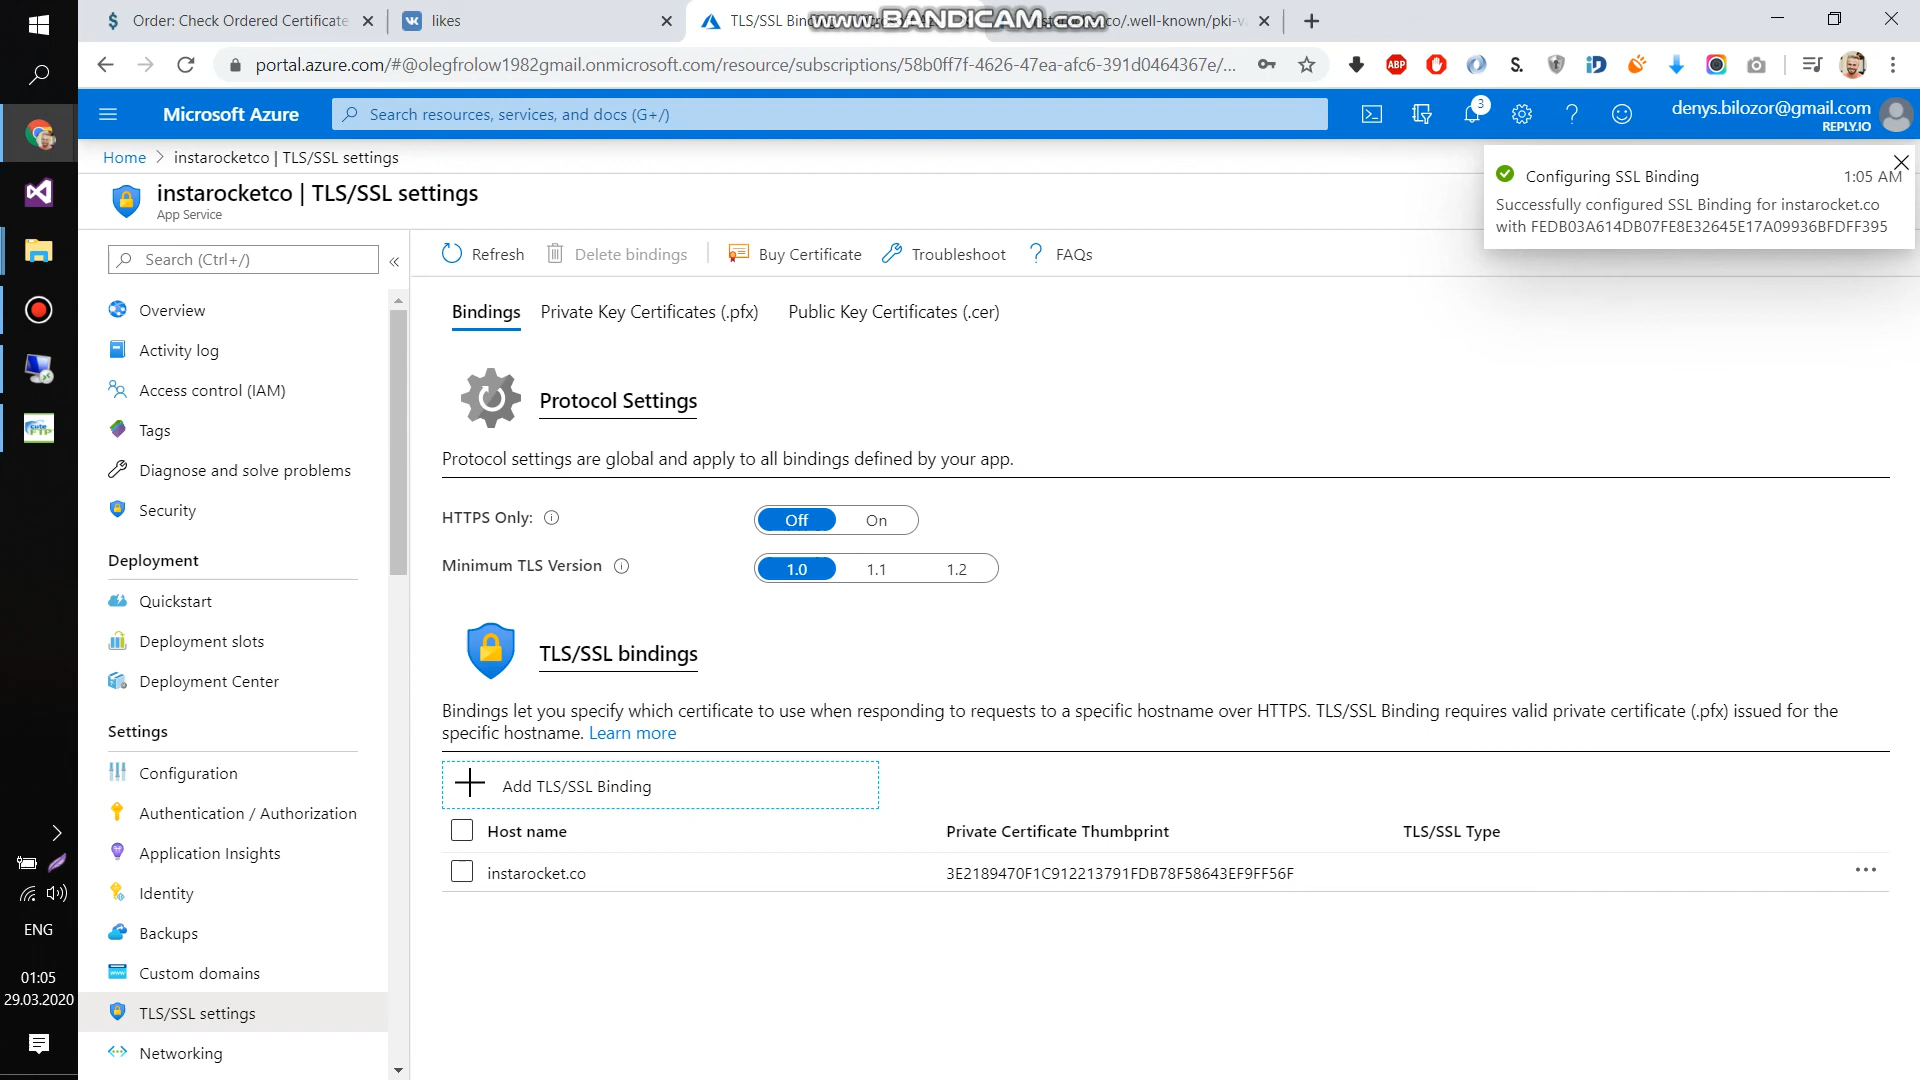 Order: Check Ordered Certificate
likes
TLS/SSL Bin
www.BANDICAM.com
co/.well-known/pki-v
portal.azure.com/#@olegfrolow1982gmail.onmicrosoft.com/resource/subscriptions/58b0ff7f-4626-47ea-afc6-391d0464367e/...
ABP
S.
Microsoft Azure
Search resources, services, and docs (G+/)
3
denys.bilozor@gmail.com
REPLY.IO
Home > instarocketco | TLS/SSL settings
instarocketco | TLS/SSL settings
App Service
Configuring SSL Binding
1:05 AM
Successfully configured SSL Binding for instarocket.co
with FEDB03A614DB07FE8E32645E17A09936BFDFF395
Search (Ctrl+/)
Refresh
Delete bindings
Buy Certificate
Troubleshoot
FAQs
Overview
Activity log
Access control (IAM)
Tags
Diagnose and solve problems
Security
Deployment
Quickstart
Deployment slots
Deployment Center
Settings
Configuration
Authentication / Authorization
Application Insights
Identity
Backups
Custom domains
TLS/SSL settings
Networking
Bindings
Private Key Certificates (.pfx)
Public Key Certificates (.cer)
Protocol Settings
Protocol settings are global and apply to all bindings defined by your app.
HTTPS Only:
Off
On
Minimum TLS Version
1.0
1.1
1.2
TLS/SSL bindings
Bindings let you specify which certificate to use when responding to requests to a specific hostname over HTTPS. TLS/SSL Binding requires valid private certificate (.pfx) issued for the
specific hostname. Learn more
Add TLS/SSL Binding
Host name
Private Certificate Thumbprint
TLS/SSL Type
instarocket.co
3E2189470F1C912213791FDB78F58643EF9FF56F
ENG
01:05
29.03.2020